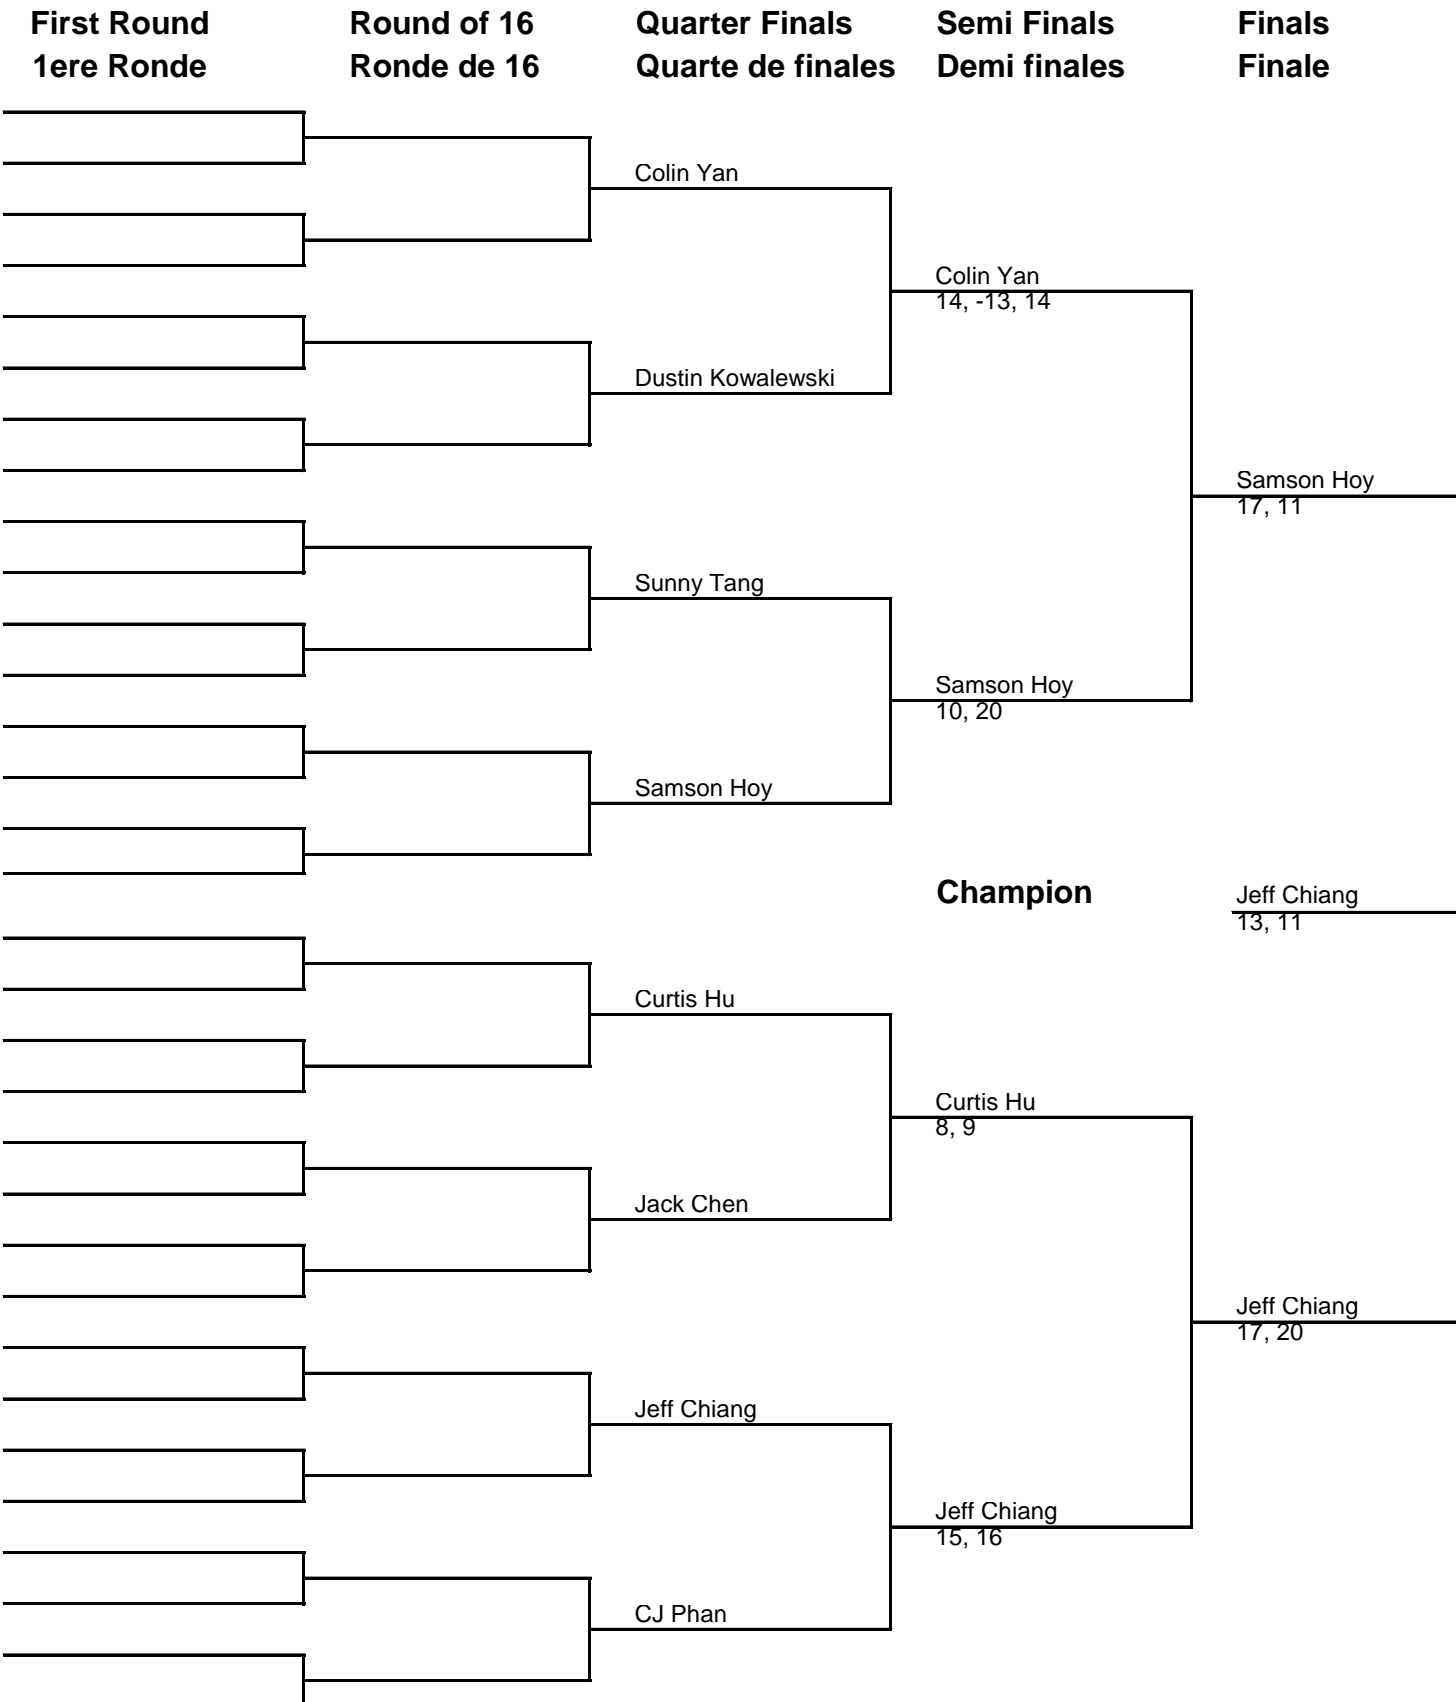 First Round
Round of 16
Quarter Finals
Semi Finals
Finals
1ere Ronde
Ronde de 16
Quarte de finales
Demi finales
Finale
Colin Yan
Colin Yan
14, -13, 14
Dustin Kowalewski
Samson Hoy
17, 11
Sunny Tang
Samson Hoy
10, 20
Samson Hoy
Champion
Jeff Chiang
13, 11
Curtis Hu
Curtis Hu
8, 9
Jack Chen
Jeff Chiang
17, 20
Jeff Chiang
Jeff Chiang
15, 16
CJ Phan